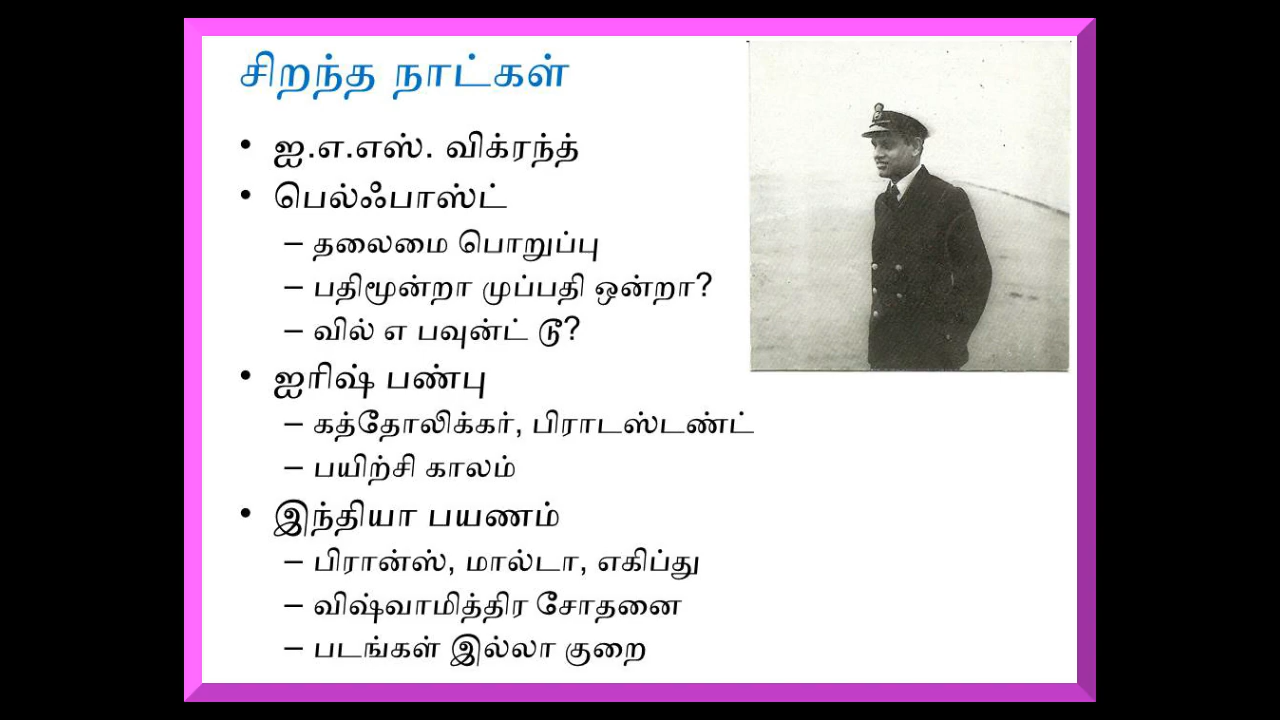 சிறந்த நாட்கள்
• ஐ.எ.எஸ். விக்ரந்த்
• பெல்ஃபாஸ்ட்
– தலைமை பொறுப்பு
– பதிமூன்றா முப்பதி ஒன்றா?
– வில் எ பவுன்ட் டூ?
• ஐரிஷ் பண்பு
– கத்தோலிக்கர், பிராடஸ்டண்ட்
– பயிற்சி காலம்
• இந்தியா பயணம்
– பிரான்ஸ், மால்டா, எகிப்து
– விஷ்வாமித்திர சோதனை
– படங்கள் இல்லா குறை